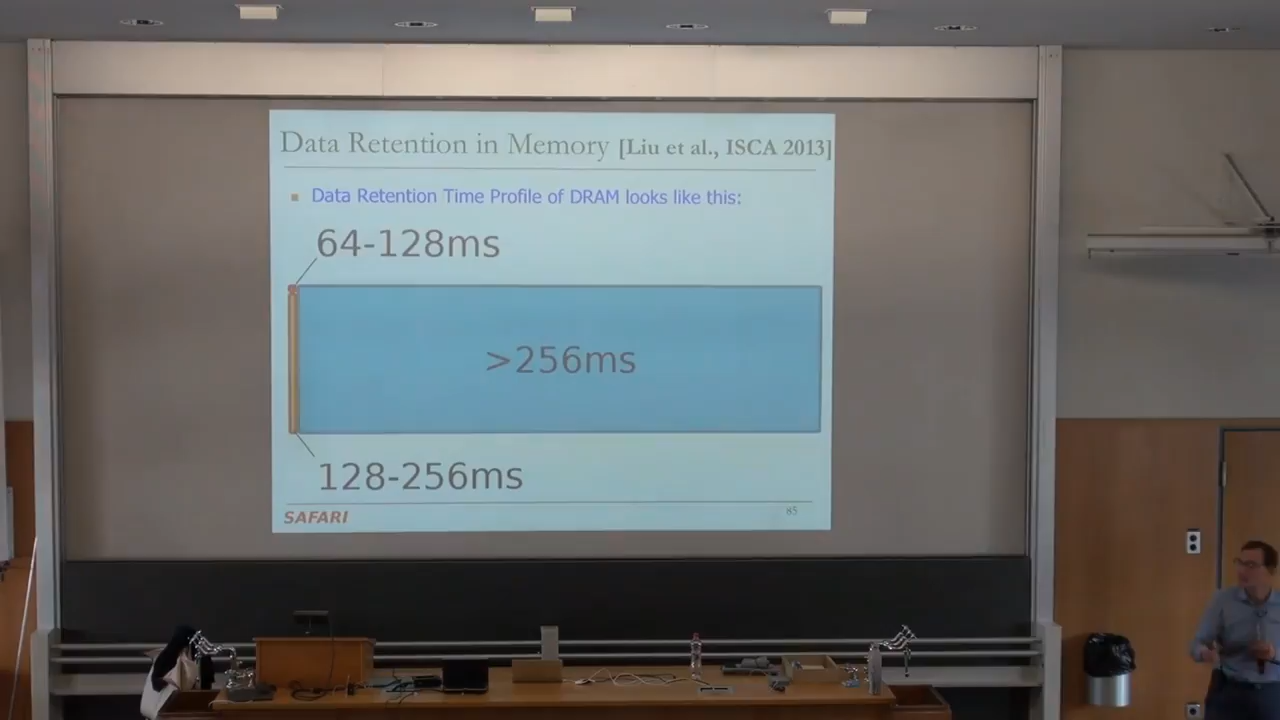 Data Retention in Memory [Liu et al., ISCA 2013]
Data Retention Time Profile of DRAM looks like this:
64-128ms
>256ms
128-256ms
SAFARI
85